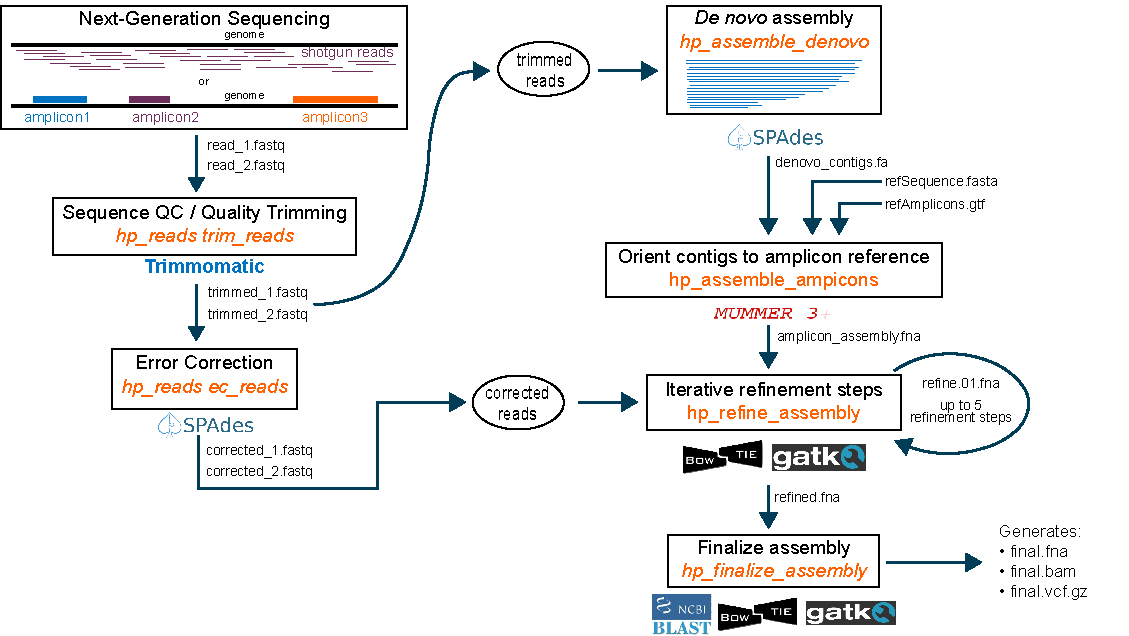 Next-Generation Sequencing
genome
shotgun reads
or
genome
amplicon1
amplicon2
amplicon3
read_1.fastq
read_2.fastq
Sequence QC / Quality Trimming
hp_reads trim_reads
Trimmomatic
trimmed_1.fastq
trimmed_2.fastq
Error Correction
hp_reads ec_reads
SPAdes
corrected_1.fastq
corrected_2.fastq
trimmed
reads
De novo assembly
hp_assemble_denovo
SPAdes
denovo_contigs.fa
refSequence.fasta
refAmplicons.gtf
Orient contigs to amplicon reference
hp_assemble_ampicons
MUMMER 3+
amplicon_assembly.fna
corrected
reads
Iterative refinement steps
hp_refine_assembly
refine.01.fna
up to 5
refinement steps
BOW TIE
gatk
refined.fna
Finalize assembly
hp_finalize_assembly
NCBI
BLAST
BOW TIE
gatk
Generates:
• final.fna
• final.bam
• final.vcf.gz